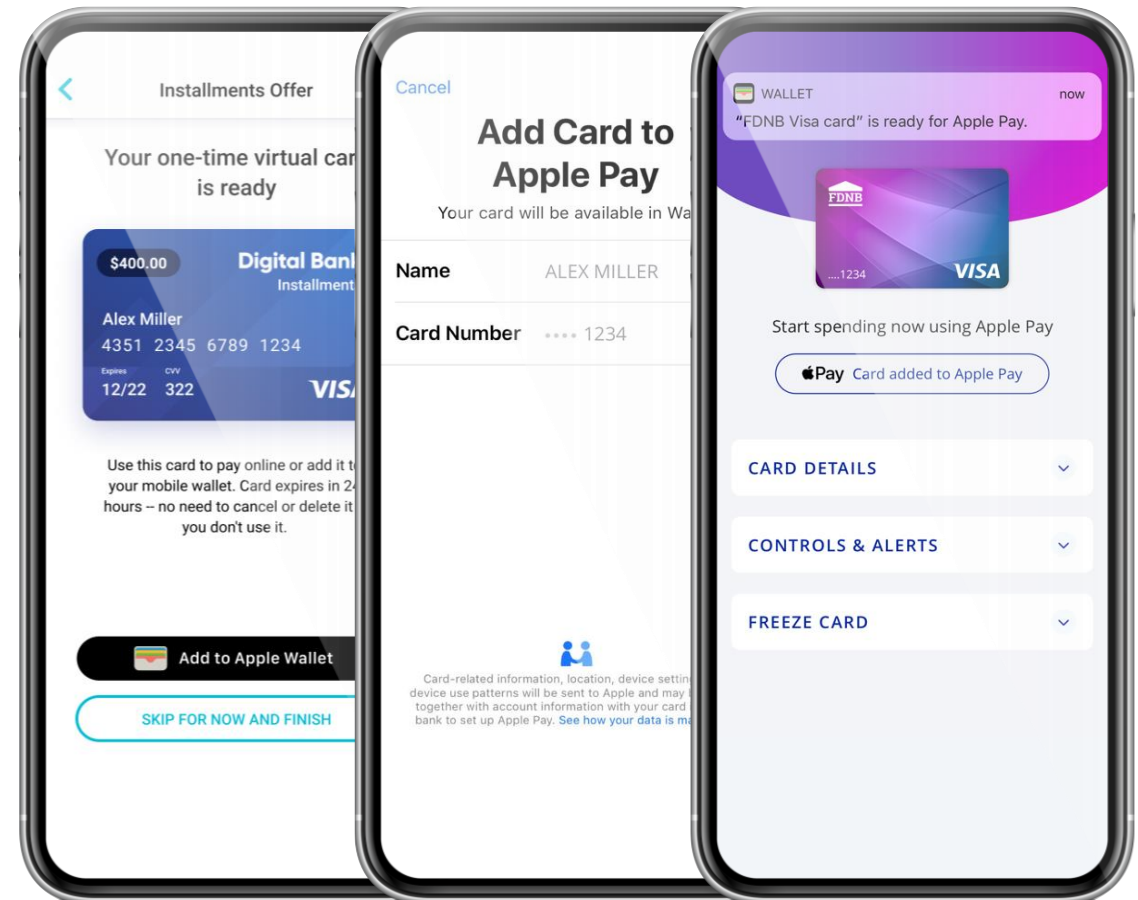 Installments Offer
Your one-time virtual car
is ready
$400.00
Digital Bank
Installment
Alex Miller
4351 2345 6789 1234
Expires CVV
12/22 322
VISA
Use this card to pay online or add it to
your mobile wallet. Card expires in 24
hours -- no need to cancel or delete it
you don't use it.
Add to Apple Wallet
SKIP FOR NOW AND FINISH
Cancel
Add Card to
Apple Pay
Your card will be available in Wa
Name ALEX MILLER
Card Number •••• 1234
Card-related information, location, device settin
device use patterns will be sent to Apple and may
together with account information with your card
bank to set up Apple Pay. See how your data is ma
WALLET now
“FDNB Visa card” is ready for Apple Pay.
FDNB
....1234
VISA
Start spending now using Apple Pay
Pay Card added to Apple Pay
CARD DETAILS
CONTROLS & ALERTS
FREEZE CARD